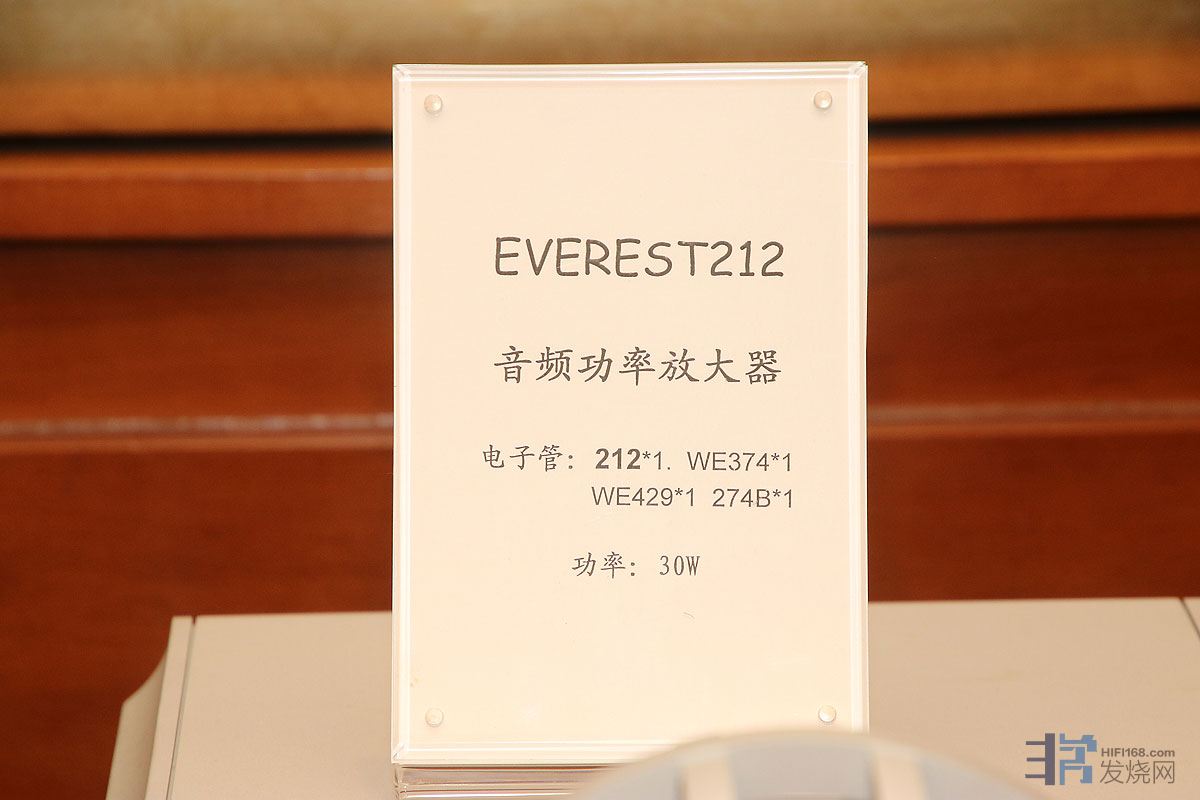 EVEREST212
音频功率放大器
电子管：212*1. WE374*1
WE429*1 274B*1
功率：30W
HIFI168.com
发烧网